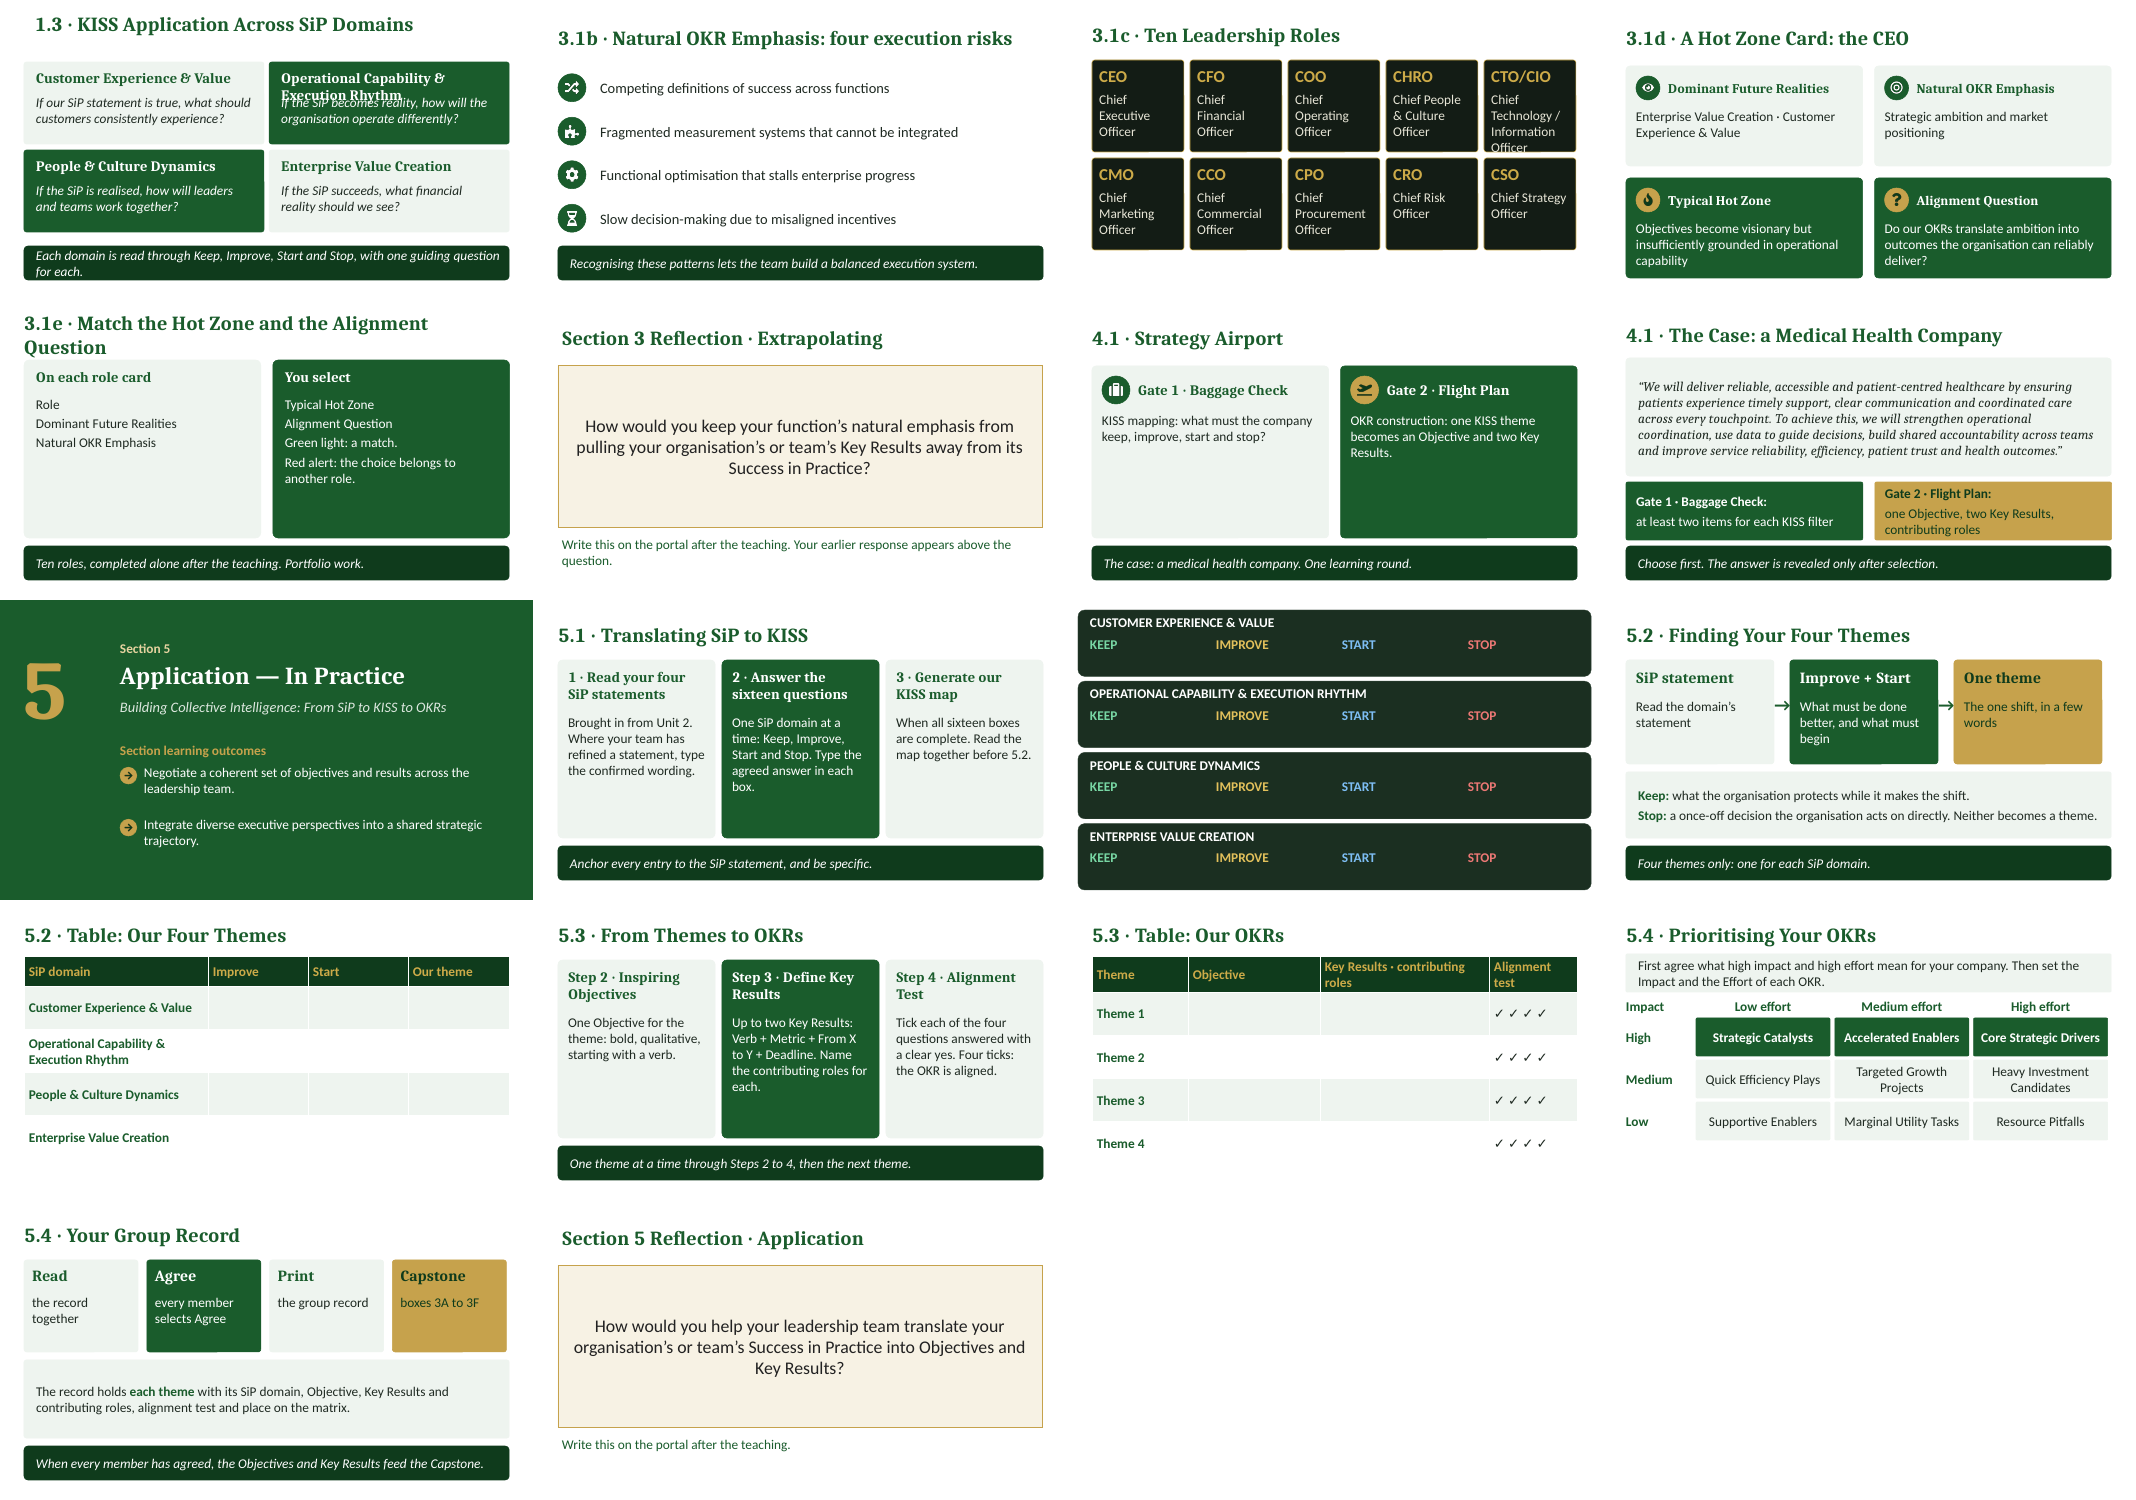 1.3 · KISS Application Across SiP Domains
Customer Experience & Value
If our SiP statement is true, what should
customers consistently experience?
Operational Capability &
Execution Rhythm
If the SiP becomes reality, how will the
organisation operate differently?
People & Culture Dynamics
If the SiP is realised, how will leaders
and teams work together?
Enterprise Value Creation
If the SiP succeeds, what financial
reality should we see?
Each domain is read through Keep, Improve, Start and Stop, with one guiding question
for each.
3.1b · Natural OKR Emphasis: four execution risks
Competing definitions of success across functions
Fragmented measurement systems that cannot be integrated
Functional optimisation that stalls enterprise progress
Slow decision-making due to misaligned incentives
Recognising these patterns lets the team build a balanced execution system.
3.1c · Ten Leadership Roles
CEO
Chief
Executive
Officer
CFO
Chief
Financial
Officer
COO
Chief
Operating
Officer
CHRO
Chief People
& Culture
Officer
CTO/CIO
Chief
Technology /
Information
Officer
CMO
Chief
Marketing
Officer
CCO
Chief
Commercial
Officer
CPO
Chief
Procurement
Officer
CRO
Chief Risk
Officer
CSO
Chief Strategy
Officer
3.1d · A Hot Zone Card: the CEO
Dominant Future Realities
Enterprise Value Creation · Customer
Experience & Value
Natural OKR Emphasis
Strategic ambition and market
positioning
Typical Hot Zone
Objectives become visionary but
insufficiently grounded in operational
capability
Alignment Question
Do our OKRs translate ambition into
outcomes the organisation can reliably
deliver?
3.1e · Match the Hot Zone and the Alignment
Question
On each role card
Role
Dominant Future Realities
Natural OKR Emphasis
You select
Typical Hot Zone
Alignment Question
Green light: a match.
Red alert: the choice belongs to
another role.
Ten roles, completed alone after the teaching. Portfolio work.
Section 3 Reflection · Extrapolating
How would you keep your function's natural emphasis from
pulling your organisation's or team's Key Results away from its
Success in Practice?
Write this on the portal after the teaching. Your earlier response appears above the
question.
4.1 · Strategy Airport
Gate 1 · Baggage Check
KISS mapping: what must the company
keep, improve, start and stop?
Gate 2 · Flight Plan
OKR construction: one KISS theme
becomes an Objective and two Key
Results.
The case: a medical health company. One learning round.
4.1 · The Case: a Medical Health Company
"We will deliver reliable, accessible and patient-centred healthcare by ensuring
patients experience timely support, clear communication and coordinated care
across every touchpoint. To achieve this, we will strengthen operational
coordination, use data to guide decisions, build shared accountability across teams
and improve service reliability, efficiency, patient trust and health outcomes."
Gate 1 · Baggage Check:
at least two items for each KISS filter
Gate 2 · Flight Plan:
one Objective, two Key Results,
contributing roles
Choose first. The answer is revealed only after selection.
5
Section 5
Application — In Practice
Building Collective Intelligence: From SiP to KISS to OKRs
Section learning outcomes
Negotiate a coherent set of objectives and results across the
leadership team.
Integrate diverse executive perspectives into a shared strategic
trajectory.
5.1 · Translating SiP to KISS
1 · Read your four
SiP statements
Brought in from Unit 2.
Where your team has
refined a statement, type
the confirmed wording.
2 · Answer the
sixteen questions
One SiP domain at a
time: Keep, Improve,
Start and Stop. Type the
agreed answer in each
box.
3 · Generate our
KISS map
When all sixteen boxes
are complete. Read the
map together before 5.2.
Anchor every entry to the SiP statement, and be specific.
CUSTOMER EXPERIENCE & VALUE
KEEP IMPROVE START STOP
OPERATIONAL CAPABILITY & EXECUTION RHYTHM
KEEP IMPROVE START STOP
PEOPLE & CULTURE DYNAMICS
KEEP IMPROVE START STOP
ENTERPRISE VALUE CREATION
KEEP IMPROVE START STOP
5.2 · Finding Your Four Themes
SiP statement
Read the domain's
statement
Improve + Start
What must be done
better, and what must
begin
One theme
The one shift, in a few
words
Keep: what the organisation protects while it makes the shift.
Stop: a once-off decision the organisation acts on directly. Neither becomes a theme.
Four themes only: one for each SiP domain.
5.2 · Table: Our Four Themes
SiP domain Improve Start Our theme
Customer Experience & Value
Operational Capability &
Execution Rhythm
People & Culture Dynamics
Enterprise Value Creation
5.3 · From Themes to OKRs
Step 2 · Inspiring
Objectives
One Objective for the
theme: bold, qualitative,
starting with a verb.
Step 3 · Define Key
Results
Up to two Key Results:
Verb + Metric + From X
to Y + Deadline. Name
the contributing roles for
each.
Step 4 · Alignment
Test
Tick each of the four
questions answered with
a clear yes. Four ticks:
the OKR is aligned.
One theme at a time through Steps 2 to 4, then the next theme.
5.3 · Table: Our OKRs
Theme Objective Key Results · contributing roles Alignment test
Theme 1 ✓ ✓ ✓ ✓
Theme 2 ✓ ✓ ✓ ✓
Theme 3 ✓ ✓ ✓ ✓
Theme 4 ✓ ✓ ✓ ✓
5.4 · Prioritising Your OKRs
First agree what high impact and high effort mean for your company. Then set the
Impact and the Effort of each OKR.
Impact Low effort Medium effort High effort
High Strategic Catalysts Accelerated Enablers Core Strategic Drivers
Medium Quick Efficiency Plays Targeted Growth Projects Heavy Investment Candidates
Low Supportive Enablers Marginal Utility Tasks Resource Pitfalls
5.4 · Your Group Record
Read
the record
together
Agree
every member
selects Agree
Print
the group record
Capstone
boxes 3A to 3F
The record holds each theme with its SiP domain, Objective, Key Results and
contributing roles, alignment test and place on the matrix.
When every member has agreed, the Objectives and Key Results feed the Capstone.
Section 5 Reflection · Application
How would you help your leadership team translate your
organisation's or team's Success in Practice into Objectives and
Key Results?
Write this on the portal after the teaching.